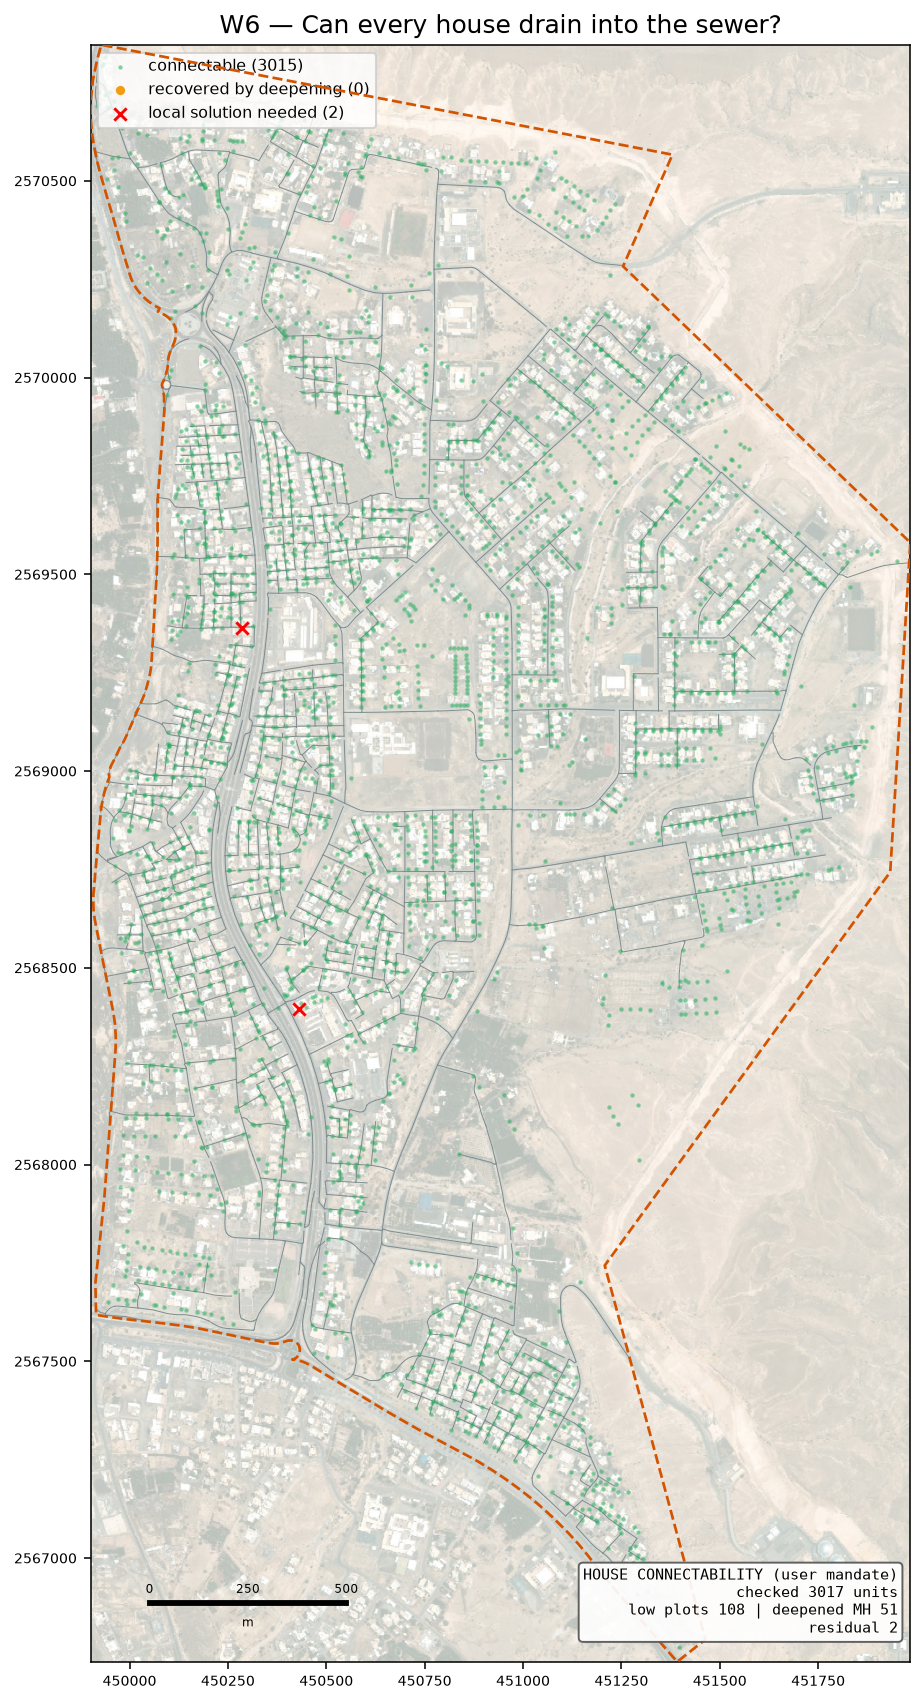 W6 — Can every house drain into the sewer?
connectable (3015)
recovered by deepening (0)
local solution needed (2)
2570500
2570000
2569500
2569000
2568500
2568000
2567500
2567000
0 250 500
m
HOUSE CONNECTABILITY (user mandate)
checked 3017 units
low plots 108 | deepened MH 51
residual 2
450000 450250 450500 450750 451000 451250 451500 451750